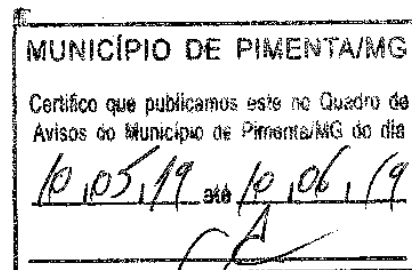 MUNICÍPIO DE PIMENTA/MG
Certifico que publicamos este no Quadro de
Avisos do Município de Pimenta/MG do dia
10,05,19 até 10,06,19